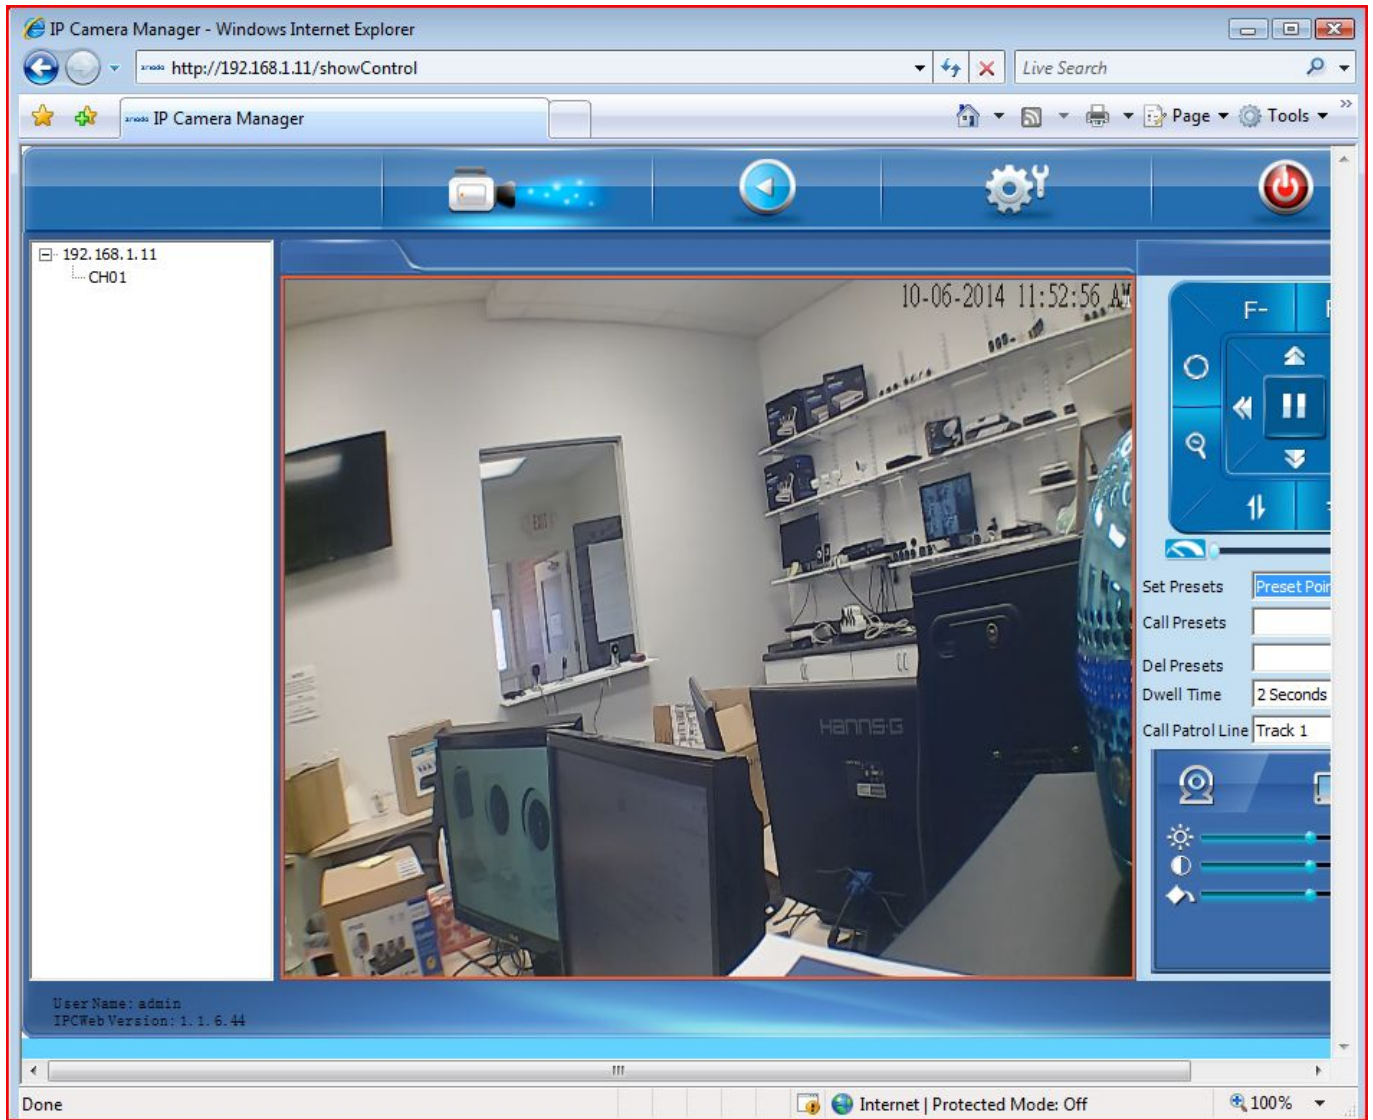 IP Camera Manager - Windows Internet Explorer
http://192.168.1.11/showControl
Live Search
IP Camera Manager
Page
Tools
192.168.1.11
CH01
10-06-2014 11:52:56 AM
F-
EXIT
Set Presets Preset Poin
Call Presets
Del Presets
Dwell Time 2 Seconds
Call Patrol Line Track 1
HANNS·G
User Name: admin
IPCWeb Version: 1.1.6.44
Done
Internet | Protected Mode: Off
100%